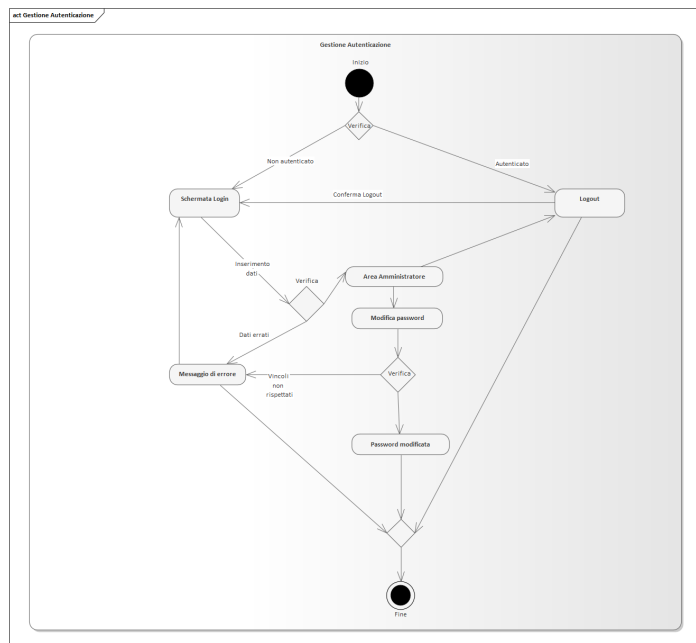 act Gestione Autenticazione
Gestione Autenticazione
Inizio
Verifica
Non autenticato
Autenticato
Schermata Login
Conferma Logout
Logout
Inserimento
dati
Verifica
Area Amministratore
Modifica password
Dati errati
Messaggio di errore
Vincoli
non
rispettati
Verifica
Password modificata
Fine